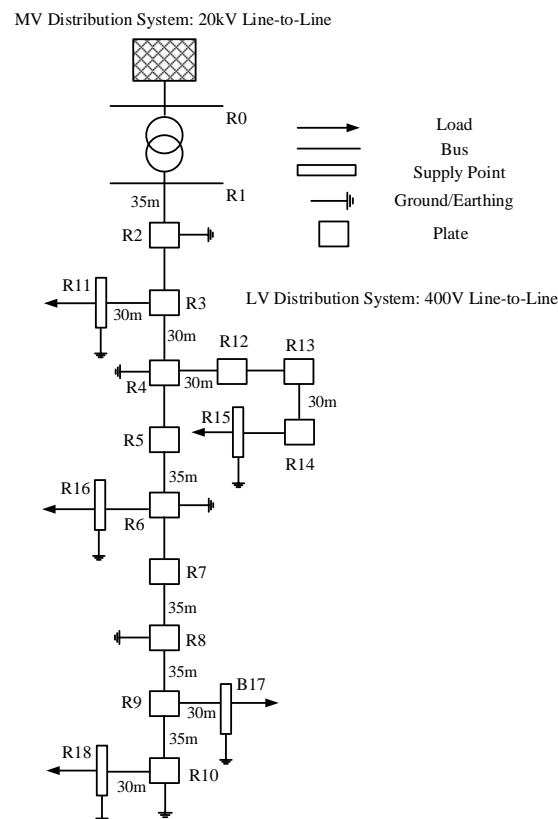 MV Distribution System: 20kV Line-to-Line
R0
Load
Bus
Supply Point
Ground/Earthing
Plate
R1
35m
R2
R11
R3
30m
LV Distribution System: 400V Line-to-Line
30m
R12
R13
R4
30m
30m
R15
R5
R14
35m
R16
R6
R7
35m
R8
35m
B17
R9
30m
35m
R18
R10
30m